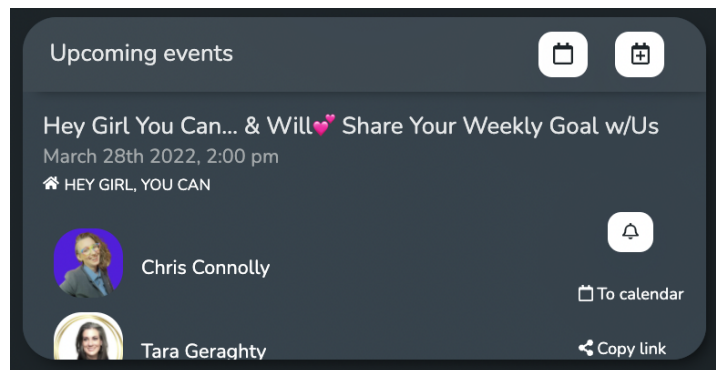 Upcoming events
Hey Girl You Can... & Will💕 Share Your Weekly Goal w/Us
March 28th 2022, 2:00 pm
HEY GIRL, YOU CAN
Chris Connolly
To calendar
Tara Geraghty
Copy link